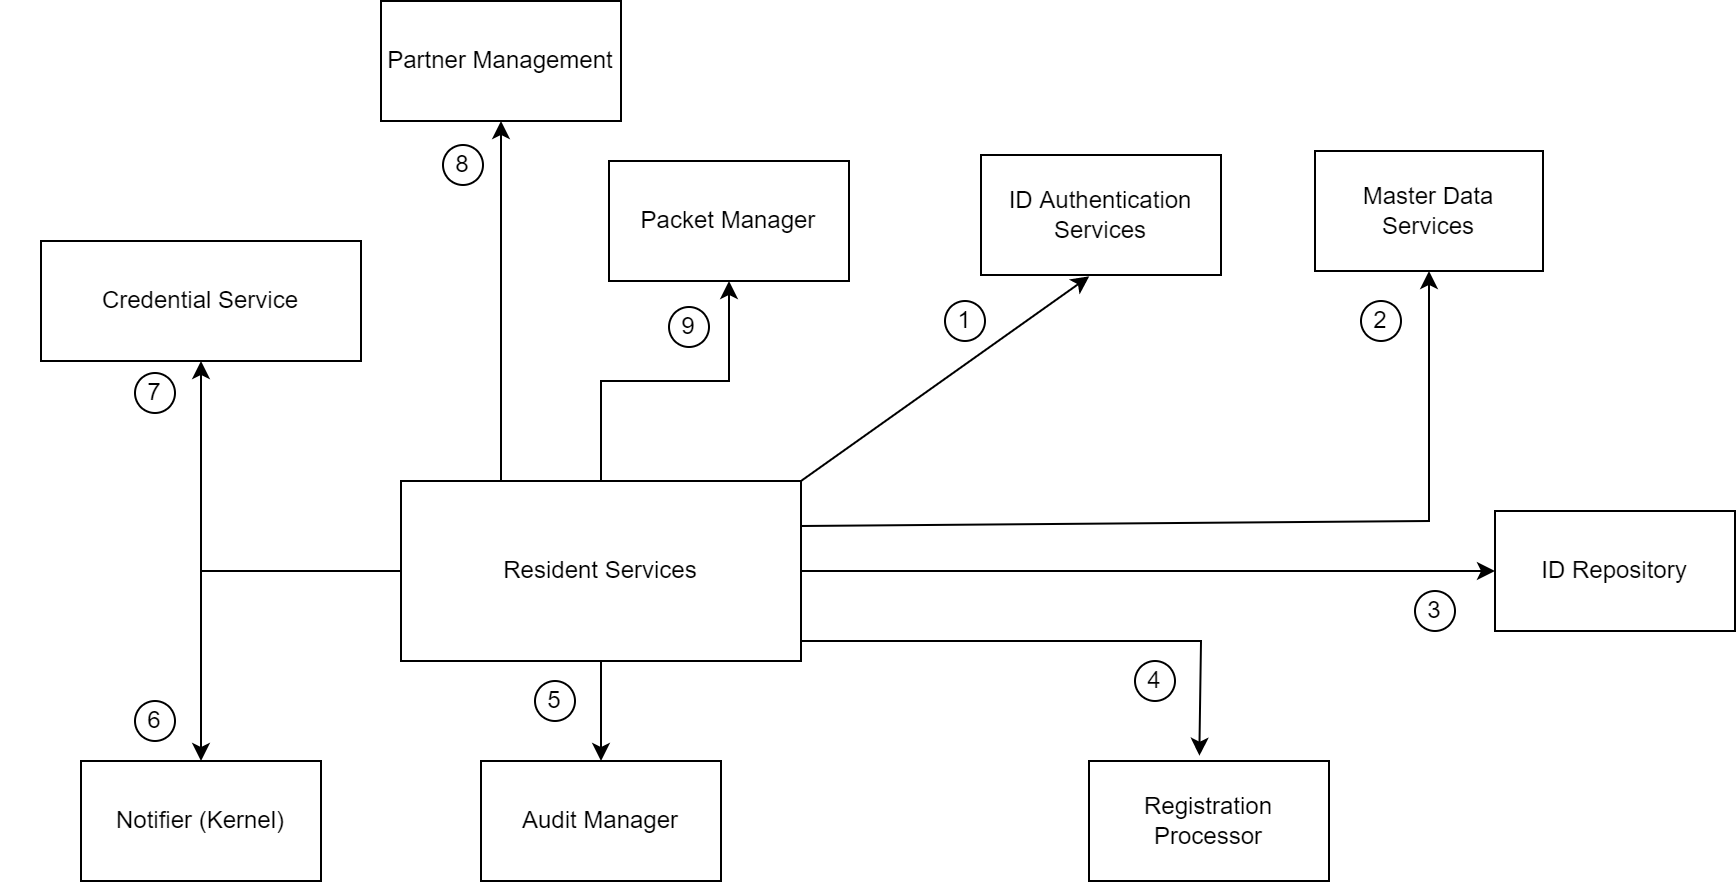 Partner Management
8
Packet Manager
ID Authentication
Services
Master Data
Services
Credential Service
9
1
2
7
Resident Services
ID Repository
3
6
5
4
Notifier (Kernel)
Audit Manager
Registration
Processor